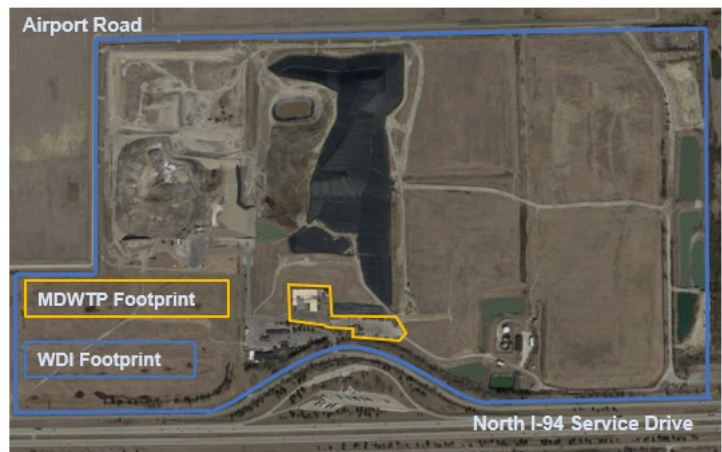 Airport Road
MDWTP Footprint
WDI Footprint
North I-94 Service Drive